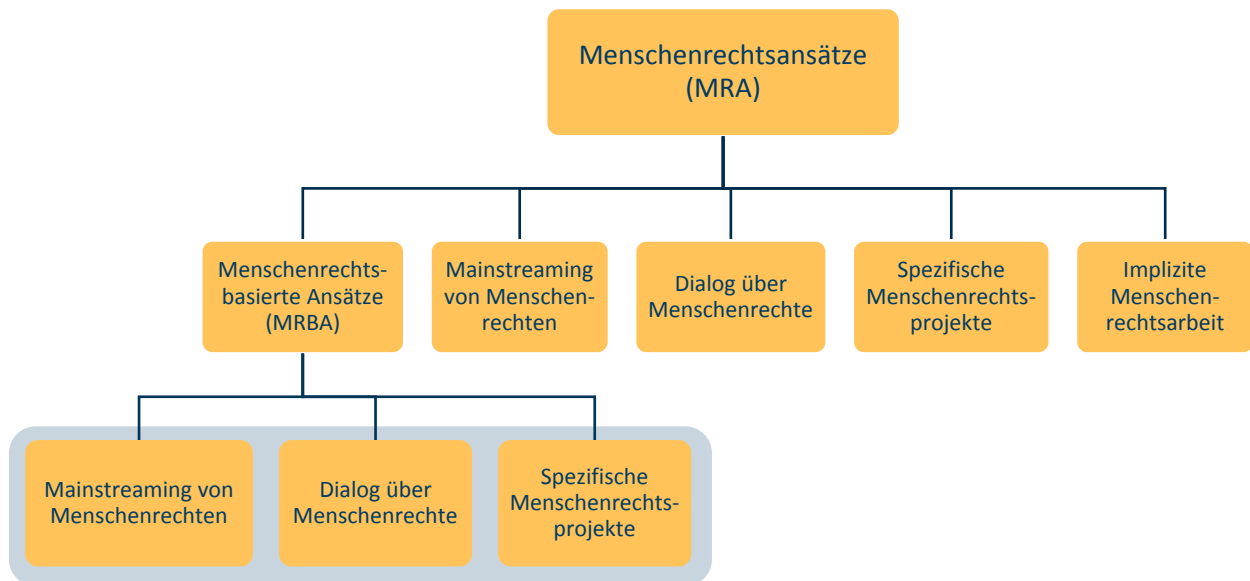 Menschenrechtsansätze
(MRA)
Menschenrechts-
basierte Ansätze
(MRBA)
Mainstreaming
von Menschen-
rechten
Dialog über
Menschenrechte
Spezifische
Menschenrechts-
projekte
Implizite
Menschen-
rechtsarbeit
Mainstreaming von
Menschenrechten
Dialog über
Menschenrechte
Spezifische
Menschenrechts-
projekte